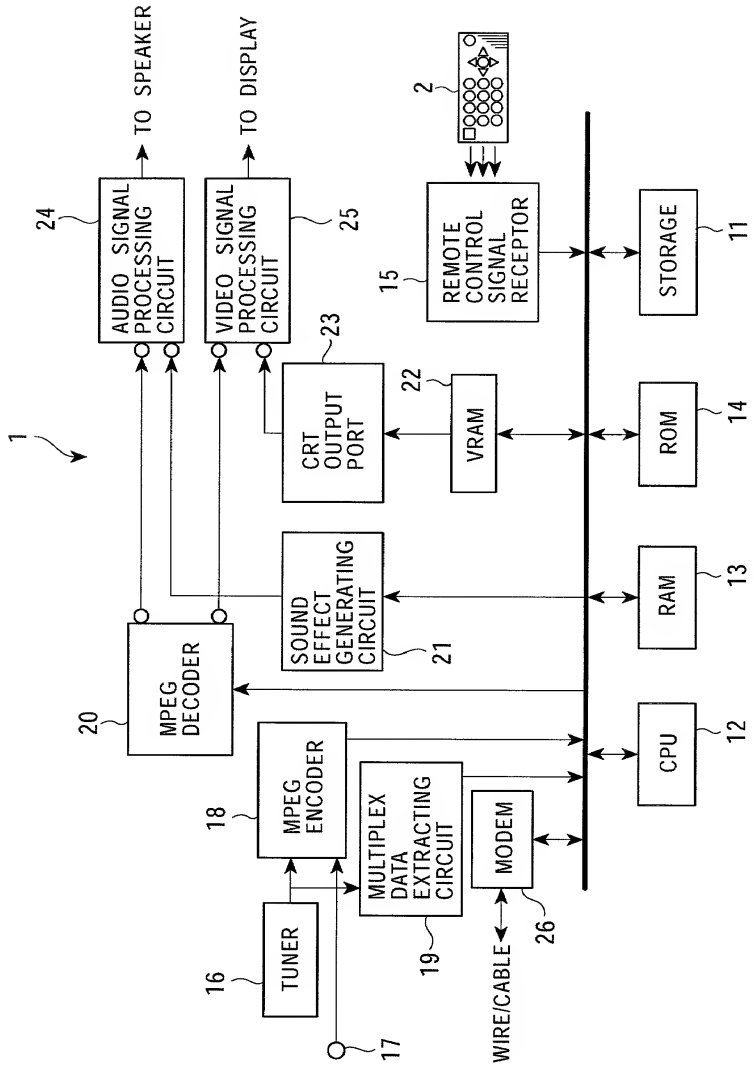 1
TO SPEAKER
TO DISPLAY
24
AUDIO SIGNAL
PROCESSING
CIRCUIT
VIDEO SIGNAL
PROCESSING
CIRCUIT
25
20
MPEG
DECODER
23
CRT
OUTPUT
PORT
22
VRAM
SOUND
EFFECT
GENERATING
CIRCUIT
21
2
15
REMOTE
CONTROL
SIGNAL
RECEPTOR
16
TUNER
17
18
MPEG
ENCODER
MULTIPLEX
DATA
EXTRACTING
CIRCUIT
19
MODEM
26
WIRE/CABLE
CPU
12
RAM
13
ROM
14
STORAGE
11